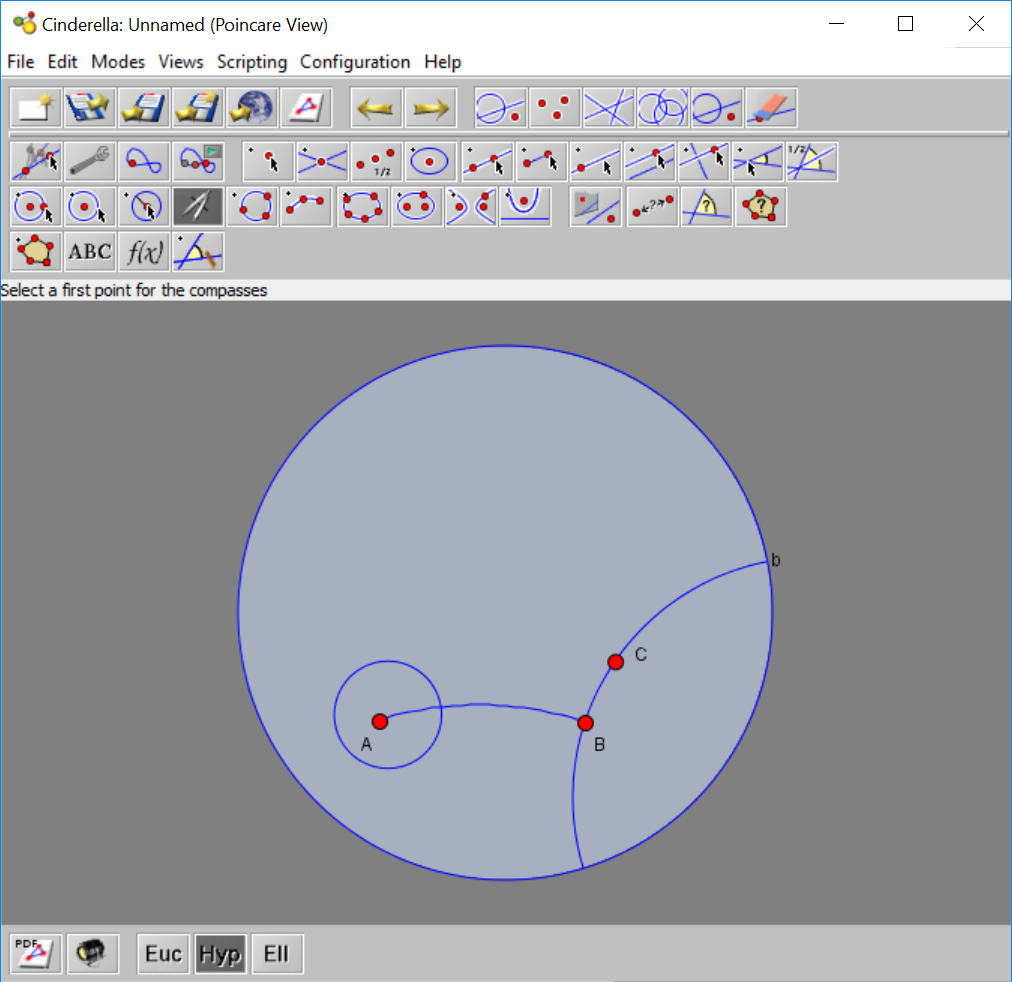 Cinderella: Unnamed (Poincare View)
File Edit Modes Views Scripting Configuration Help
1/2
1/2
?
?
?
ABC f(x)
Select a first point for the compasses
b
C
A
B
PDF Euc Hyp Ell